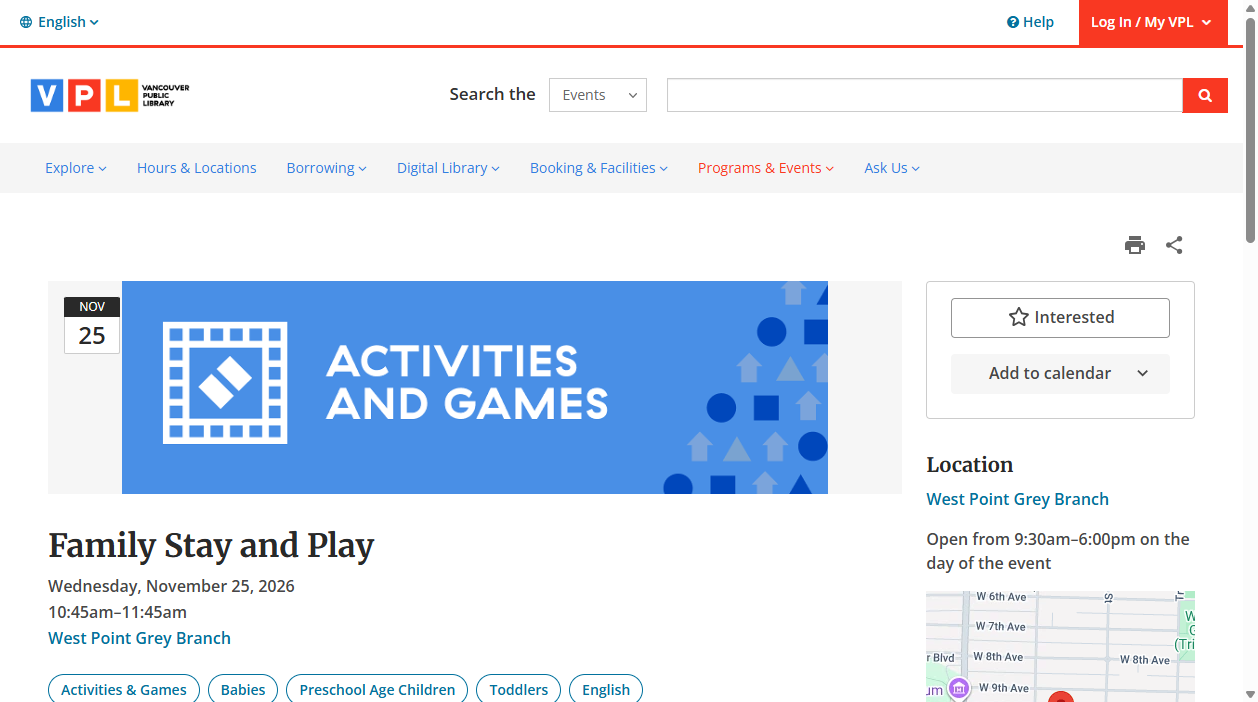 English
Help
Log In / My VPL
V P L
VANCOUVER
PUBLIC
LIBRARY
Search the
Events
Explore
Hours & Locations
Borrowing
Digital Library
Booking & Facilities
Programs & Events
Ask Us
NOV
25
ACTIVITIES
AND GAMES
Interested
Add to calendar
Family Stay and Play
Wednesday, November 25, 2026
10:45am–11:45am
West Point Grey Branch
Activities & Games
Babies
Preschool Age Children
Toddlers
English
Location
West Point Grey Branch
Open from 9:30am–6:00pm on the
day of the event
W 6th Ave
St
W 7th Ave
W 8th Ave
W 8th Ave
W 9th Ave